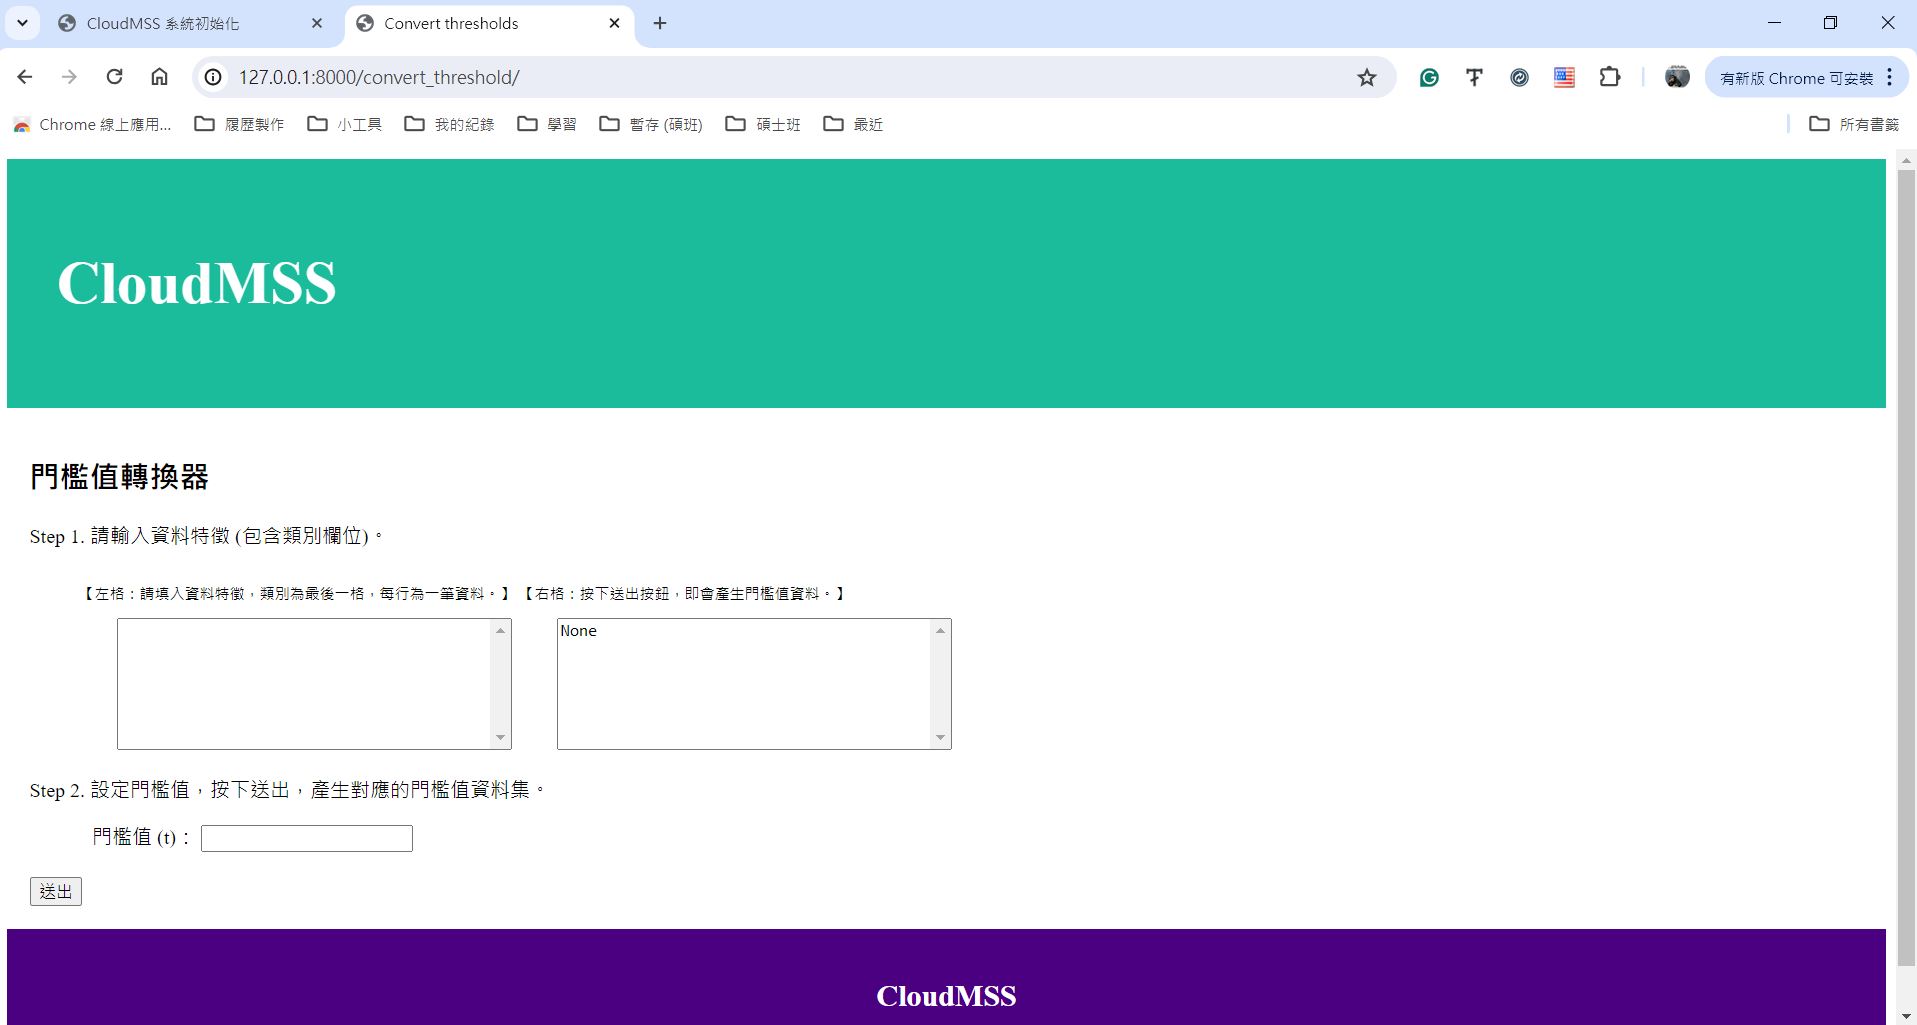 CloudMSS 系統初始化
Convert thresholds
127.0.0.1:8000/convert_threshold/
有新版 Chrome 可安裝
Chrome 線上應用...
履歷製作
小工具
我的紀錄
學習
暫存 (碩班)
碩士班
最近
所有書籤
CloudMSS
門檻值轉換器
Step 1. 請輸入資料特徵 (包含類別欄位)。
【左格：請填入資料特徵，類別為最後一格，每行為一筆資料。】 【右格：按下送出按鈕，即會產生門檻值資料。】
None
Step 2. 設定門檻值，按下送出，產生對應的門檻值資料集。
門檻值 (t)：
送出
CloudMSS